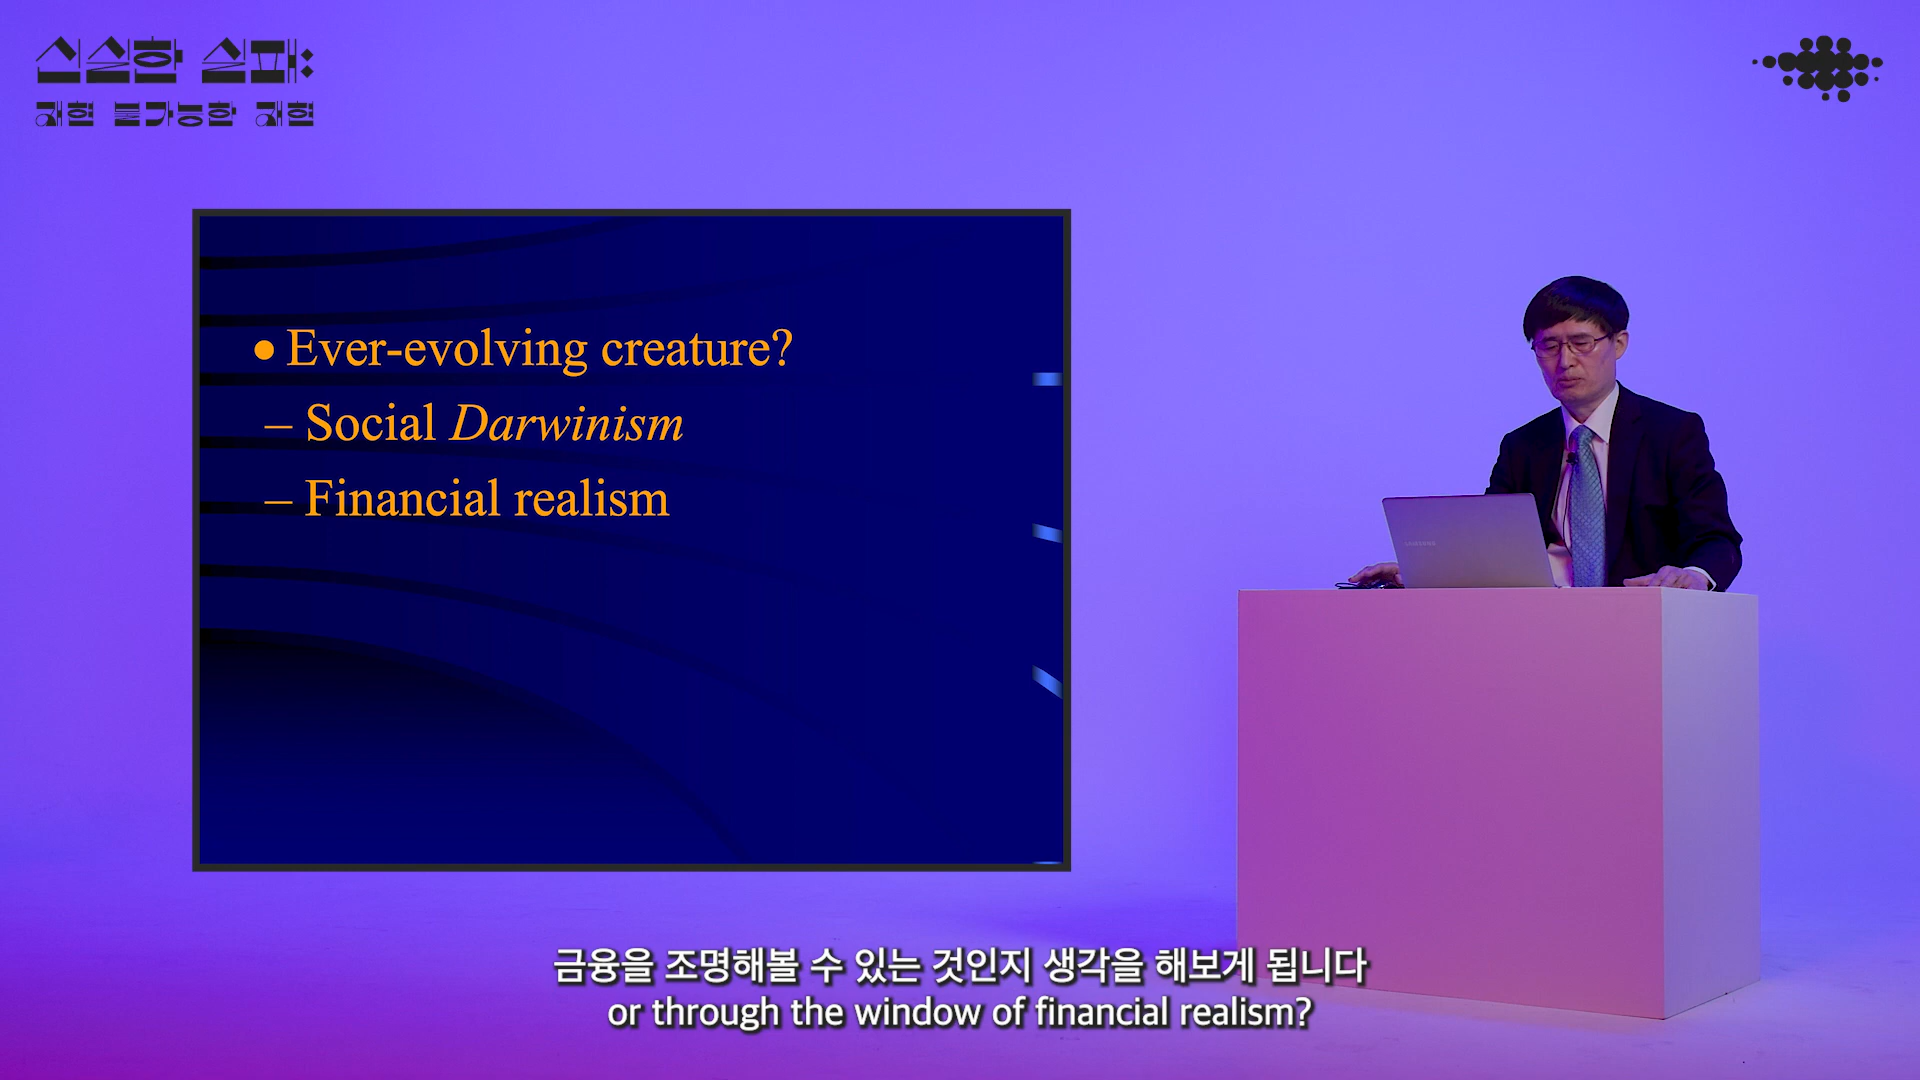 신실한 실패:
재현 불가능한 재현
• Ever-evolving creature?
– Social Darwinism
– Financial realism
SAMSUNG
금융을 조명해볼 수 있는 것인지 생각을 해보게 됩니다
or through the window of financial realism?